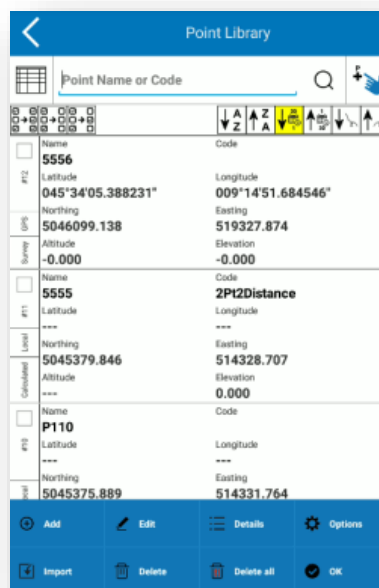 Point Library
Point Name or Code
Name Code
5556
#12
Latitude Longitude
045°34'05.388231" 009°14'51.684546"
Northing Easting
5046099.138 519327.874
GPS
Altitude Elevation
-0.000 -0.000
Survey
Name Code
5555 2Pt2Distance
#11
Latitude Longitude
--- ---
Northing Easting
5045379.846 514328.707
Local
Altitude Elevation
--- 0.000
Calculated
Name Code
P110
#10
Latitude Longitude
--- ---
Northing Easting
5045375.889 514331.764
Add Edit Details Options
Import Delete Delete all OK